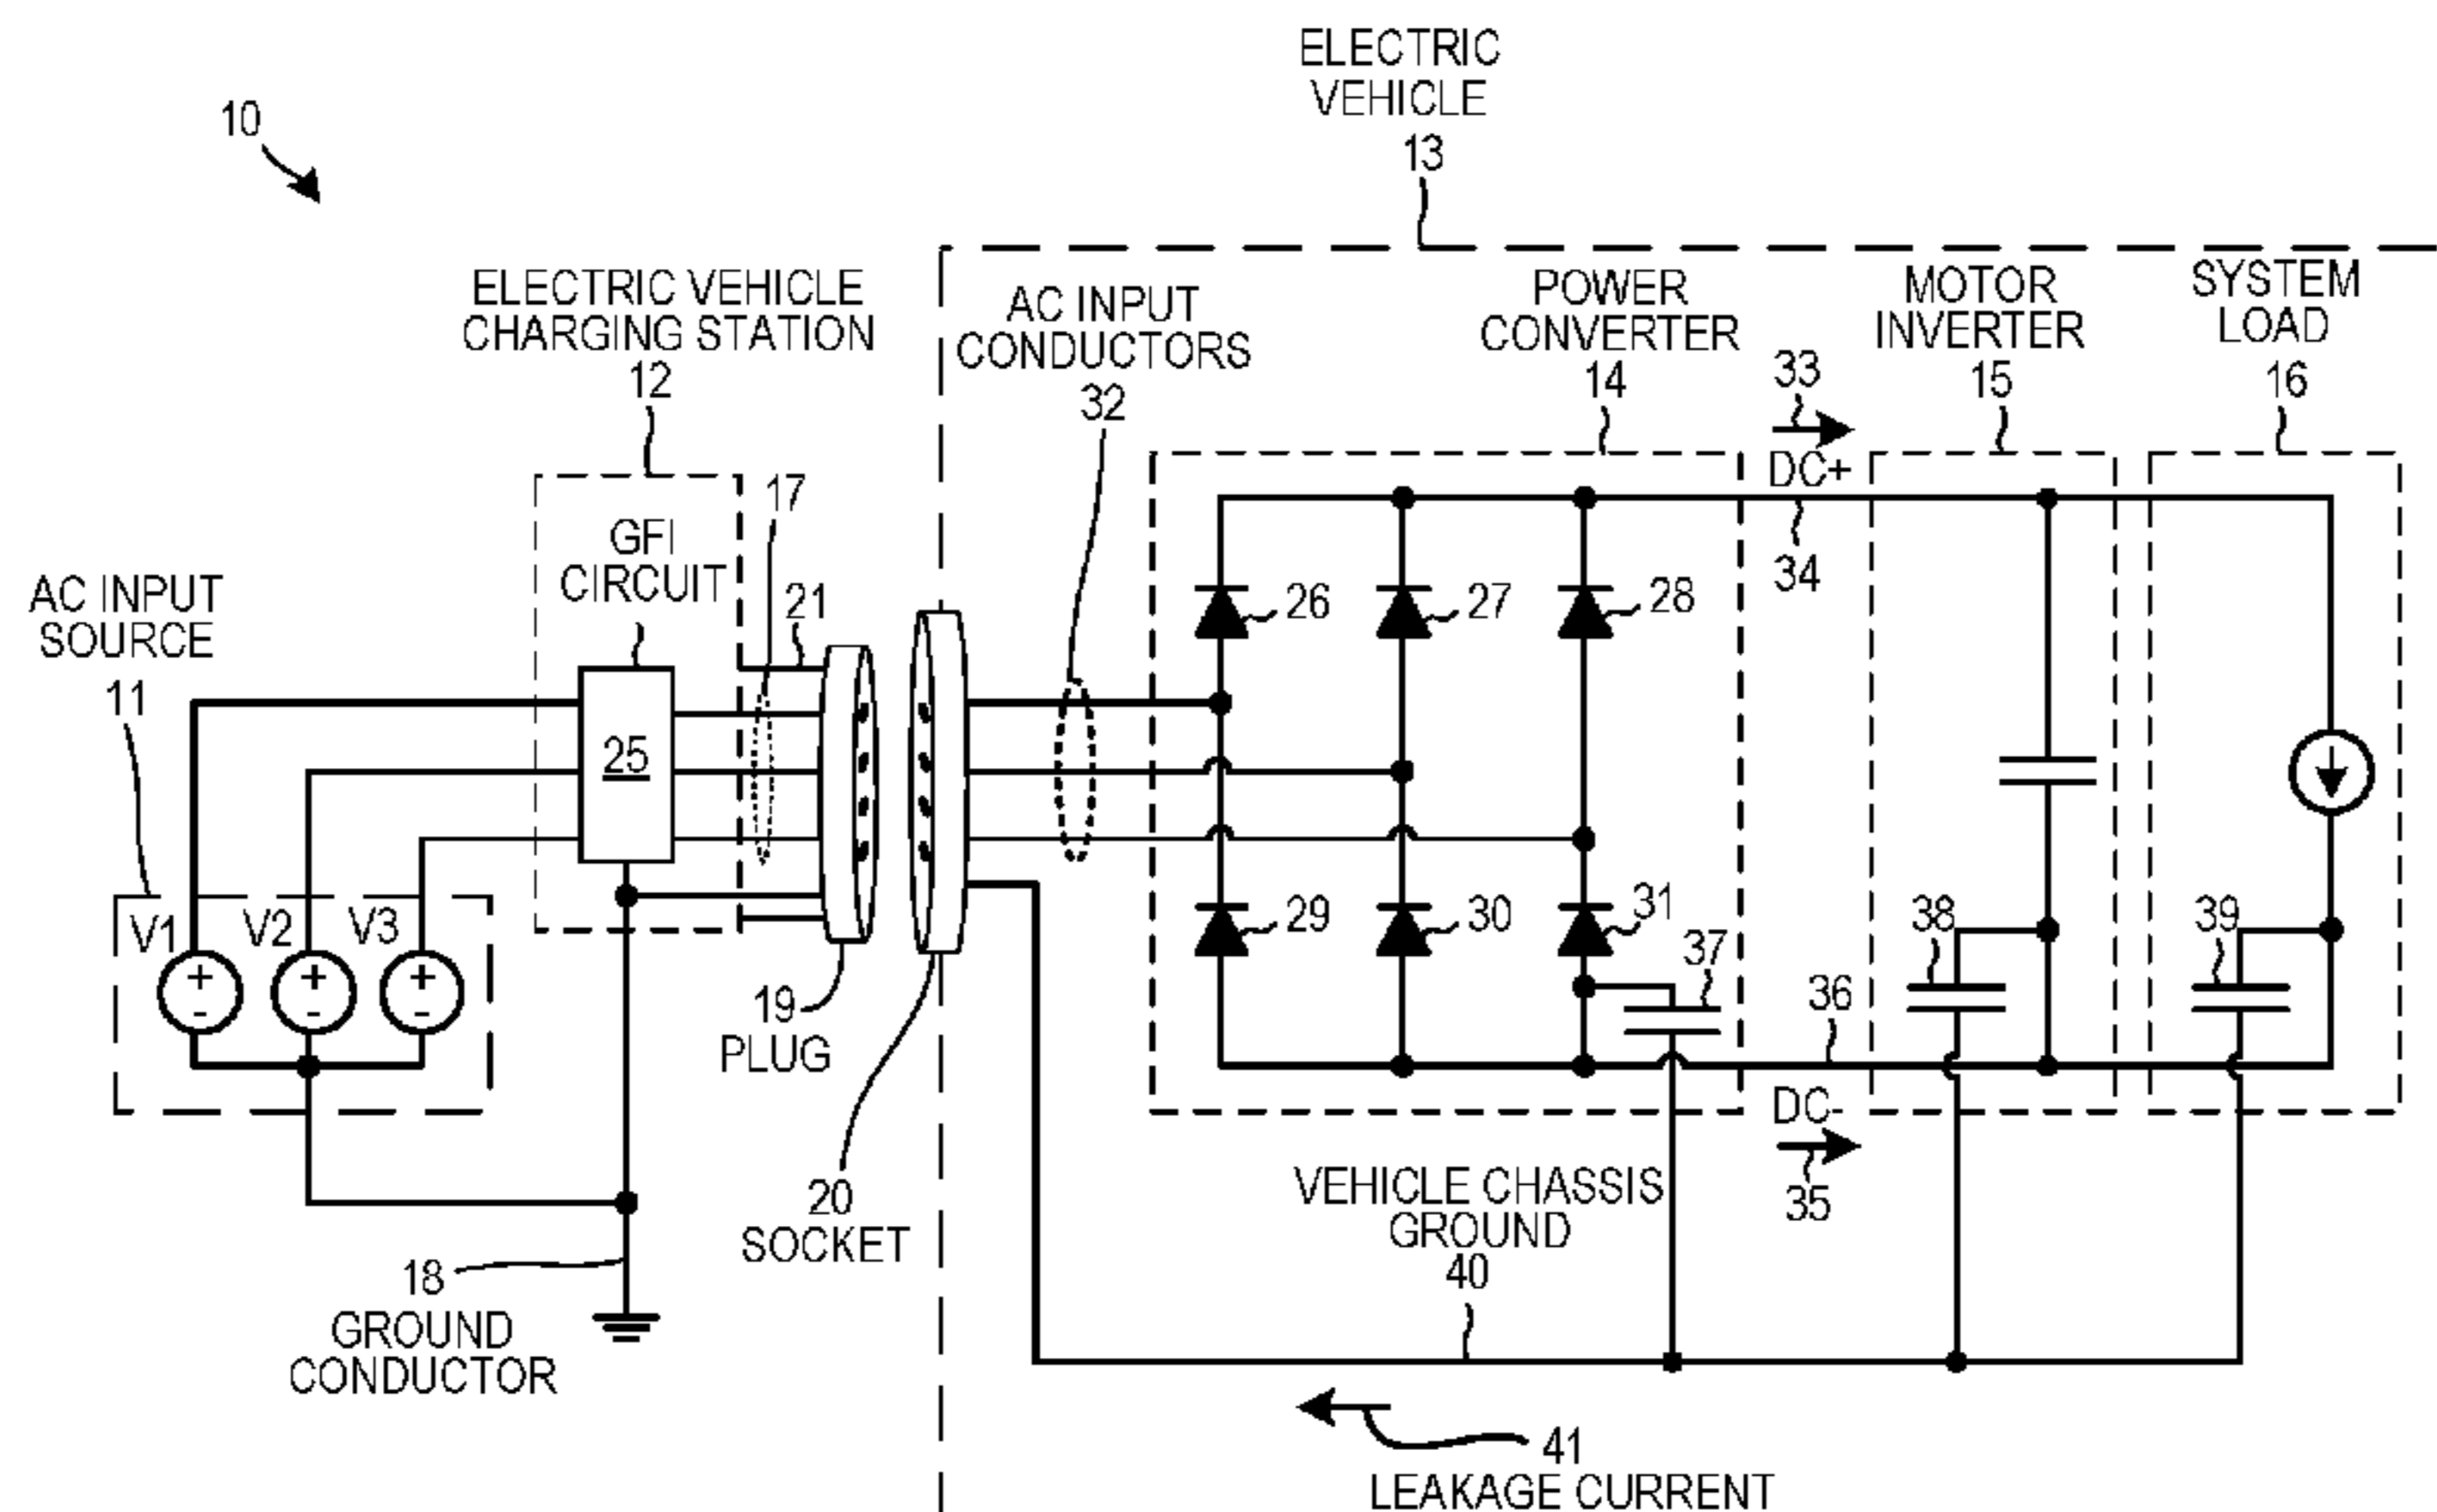 10
ELECTRIC
VEHICLE
13
ELECTRIC VEHICLE
CHARGING STATION
12
AC INPUT
CONDUCTORS
32
POWER
CONVERTER
14
33
DC+
34
MOTOR
INVERTER
15
SYSTEM
LOAD
16
GFI
CIRCUIT
25
17
21
AC INPUT
SOURCE
11
V1
V2
V3
+
-
+
-
+
-
26
27
28
29
30
31
37
38
39
36
DC-
35
19
PLUG
20
SOCKET
18
GROUND
CONDUCTOR
VEHICLE CHASSIS
GROUND
40
41
LEAKAGE CURRENT